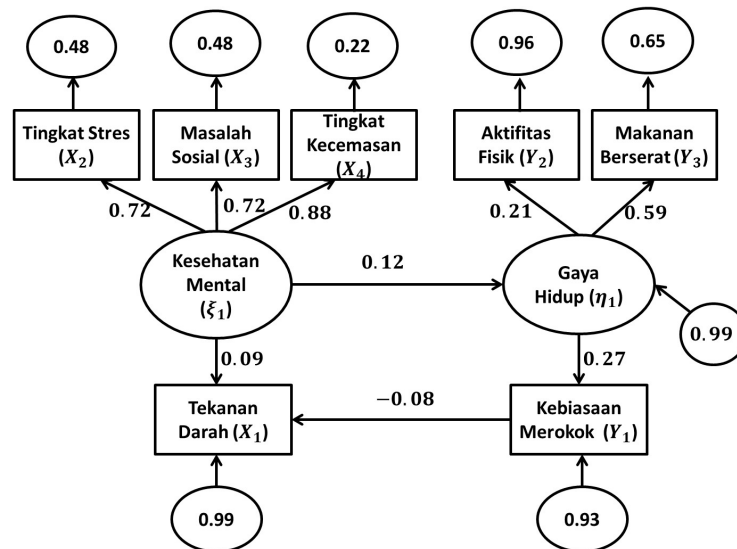 0.48
0.48
0.22
0.96
0.65
Tingkat Stres
(X₂)
Masalah
Sosial (X₃)
Tingkat
Kecemasan
(X₄)
Aktifitas
Fisik (Y₂)
Makanan
Berserat (Y₃)
0.72
0.72
0.88
0.21
0.59
Kesehatan
Mental
(ξ₁)
0.12
Gaya
Hidup (η₁)
0.99
0.09
0.27
Tekanan
Darah (X₁)
−0.08
Kebiasaan
Merokok (Y₁)
0.99
0.93